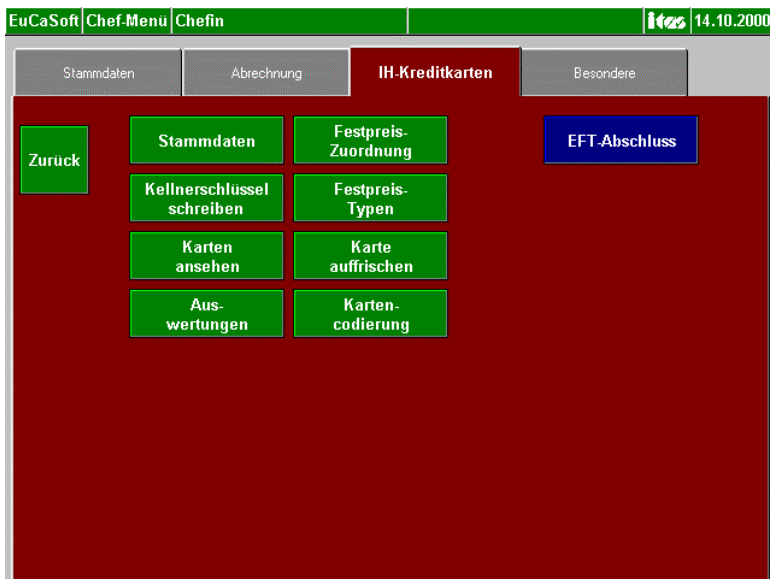 EuCaSoft Chef-Menü Chefin ites 14.10.2000
Stammdaten Abrechnung IH-Kreditkarten Besondere
Zurück
Stammdaten
Festpreis-
Zuordnung
EFT-Abschluss
Kellnerschlüssel
schreiben
Festpreis-
Typen
Karten
ansehen
Karte
auffrischen
Aus-
wertungen
Karten-
codierung